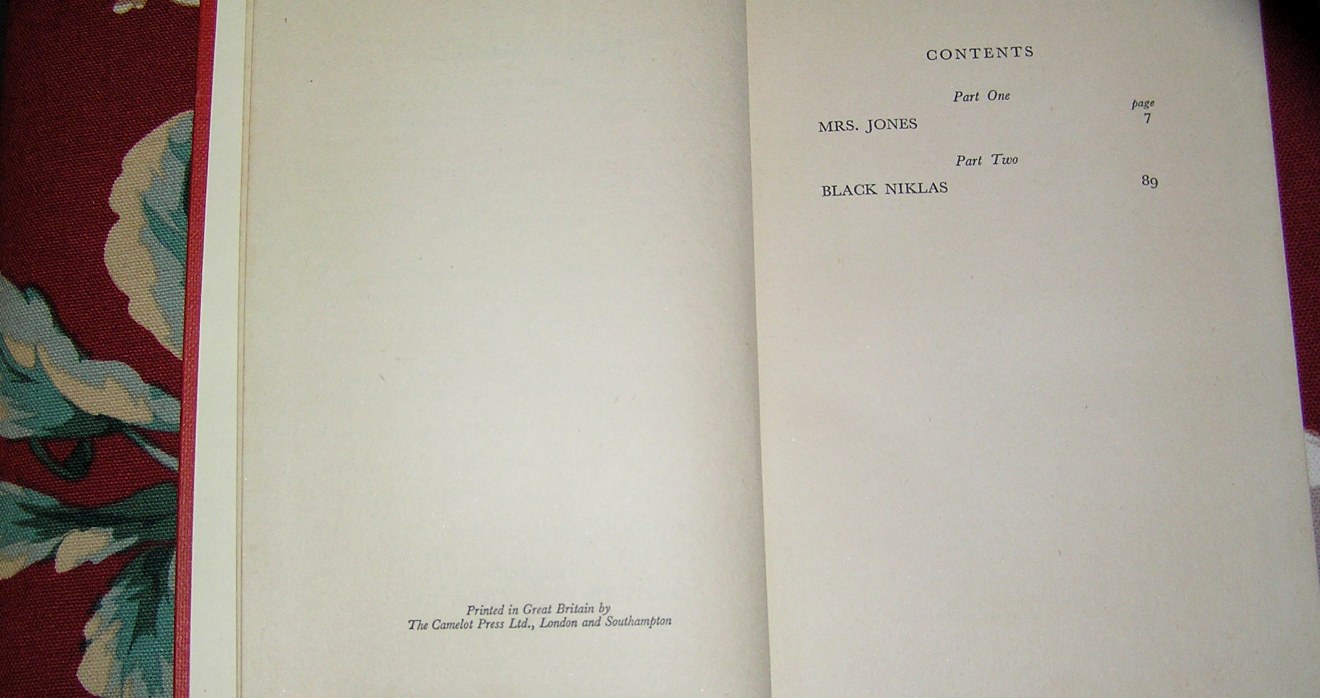 Printed in Great Britain by
The Camelot Press Ltd., London and Southampton
CONTENTS
Part One
page
MRS. JONES 7
Part Two
BLACK NIKLAS 89